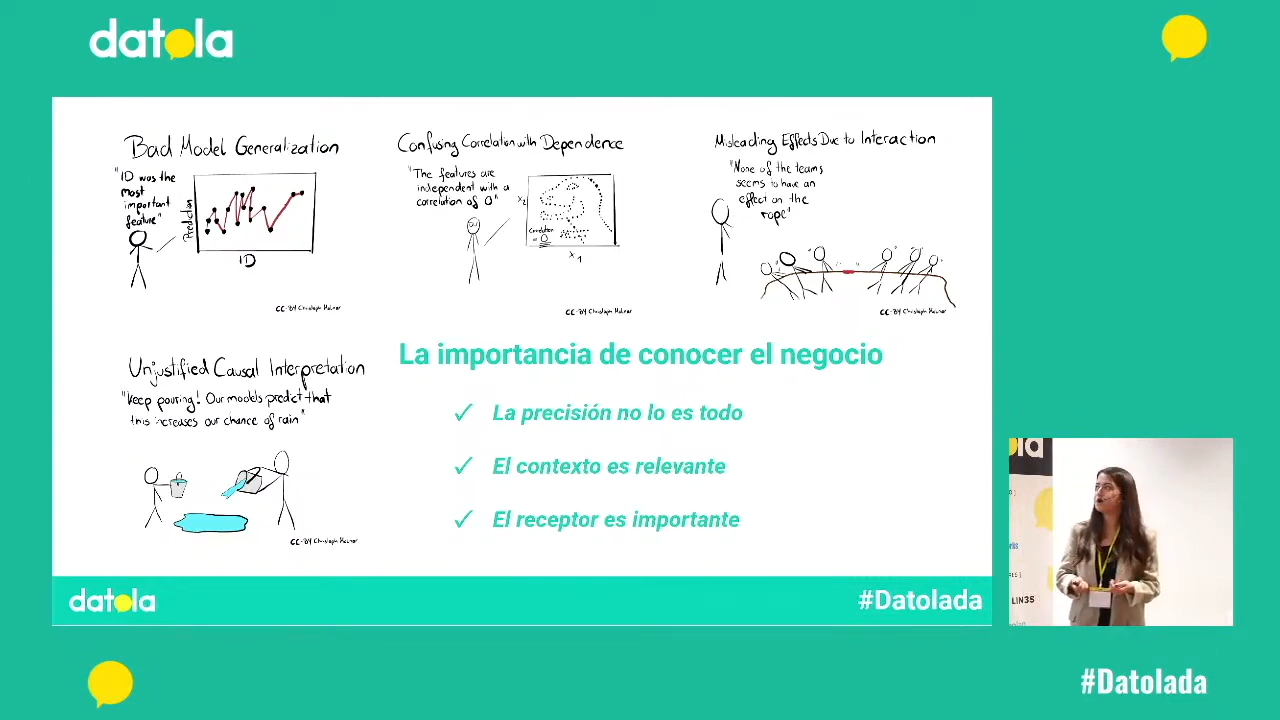 datola
Bad Model Generalization
"ID was the
most
important
feature"
Prediction
ID
CC-BY Christoph Molnar
Confusing Correlation with Dependence
"The features are
independent with a
correlation of 0"
x2
Correlation
= 0
x1
CC-BY Christoph Molnar
Misleading Effects Due to Interaction
"None of the teams
seems to have an
effect on the
rope"
CC-BY Christoph Molnar
Unjustified Causal Interpretation
"Keep pouring! Our models predict that
this increases our chance of rain"
CC-BY Christoph Molnar
La importancia de conocer el negocio
✓ La precisión no lo es todo
✓ El contexto es relevante
✓ El receptor es importante
datola
#Datolada
LIN3S
#Datolada